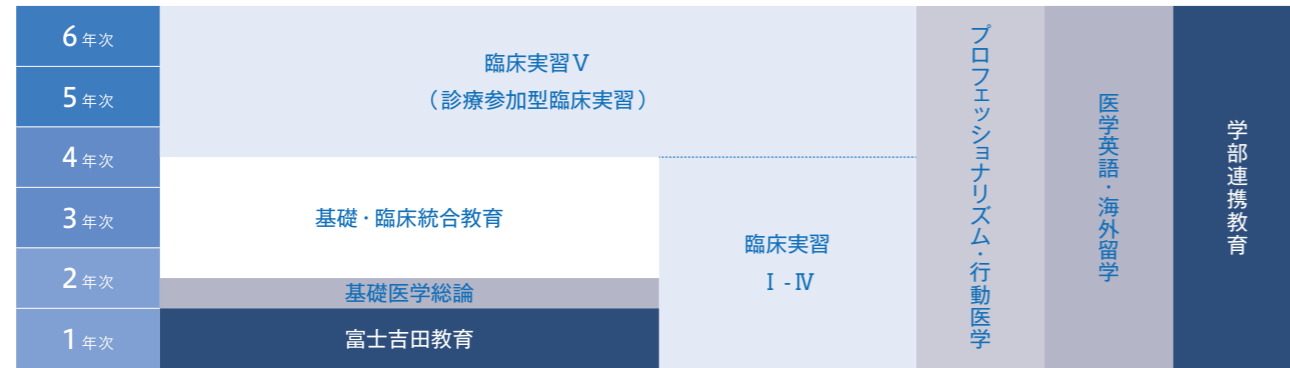 6年次
5年次
4年次
3年次
2年次
1年次
臨床実習Ⅴ
（診療参加型臨床実習）
基礎・臨床統合教育
基礎医学総論
富士吉田教育
臨床実習
Ⅰ-Ⅳ
プロフェッショナリズム・行動医学
医学英語・海外留学
学部連携教育